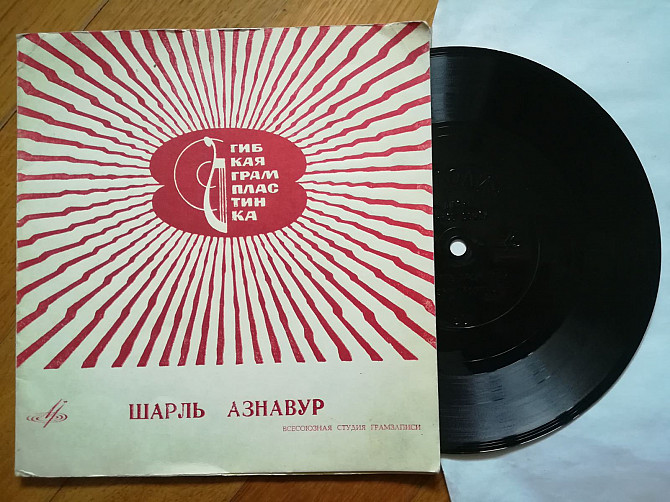 ГИБ
КАЯ
ГРАМ
ПЛАС
ТИН
КА
ШАРЛЬ АЗНАВУР
ВСЕСОЮЗНАЯ СТУДИЯ ГРАМЗАПИСИ